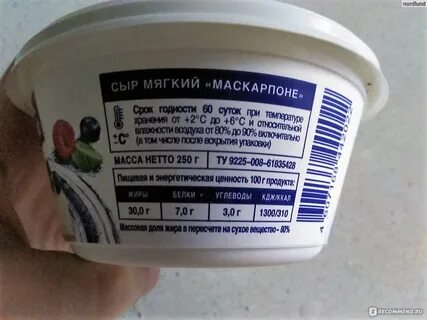 nordlund
СЫР МЯГКИЙ «МАСКАРПОНЕ»
Срок годности 60 суток при температуре
хранения от +2°C до +6°C и относительной
влажности воздуха от 80% до 90% включительно
(в том числе после вскрытия упаковки)
°C
МАССА НЕТТО 250 г
ТУ 9225-008-61835428
Пищевая и энергетическая ценность 100 г продукта:
ЖИРЫ БЕЛКИ УГЛЕВОДЫ КДЖ/ККАЛ
30,0 г 7,0 г 3,0 г 1300/310
Массовая доля жира в пересчете на сухое вещество- 80%
RECOMMEND.RU